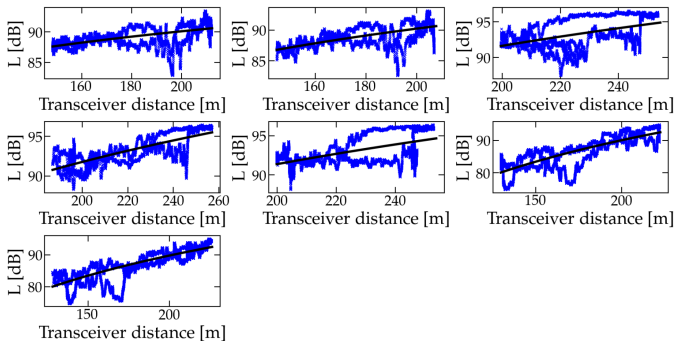 L [dB] 90 85 160 180 200 Transceiver distance [m]
L [dB] 90 85 160 180 200 Transceiver distance [m]
L [dB] 95 90 200 220 240 Transceiver distance [m]
L [dB] 95 90 200 220 240 260 Transceiver distance [m]
L [dB] 95 90 200 220 240 Transceiver distance [m]
L [dB] 90 80 150 200 Transceiver distance [m]
L [dB] 90 80 150 200 Transceiver distance [m]